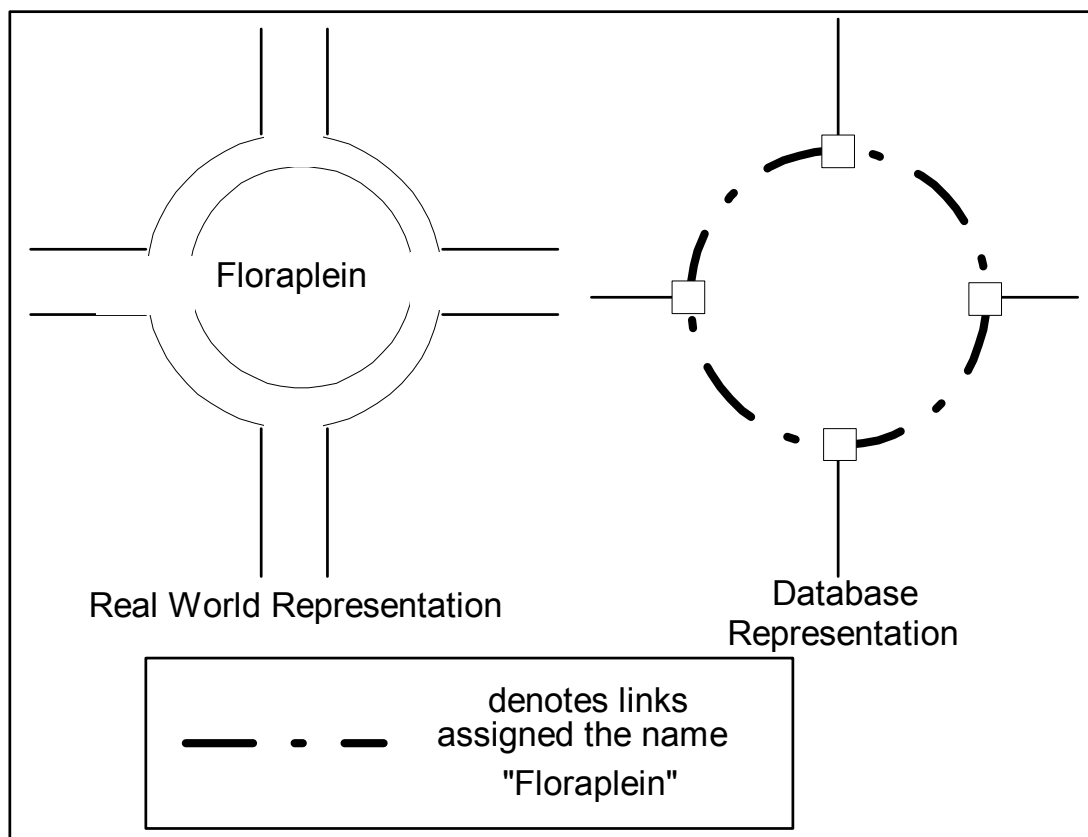 Floraplein
Real World Representation
Database
Representation
denotes links
assigned the name
"Floraplein"